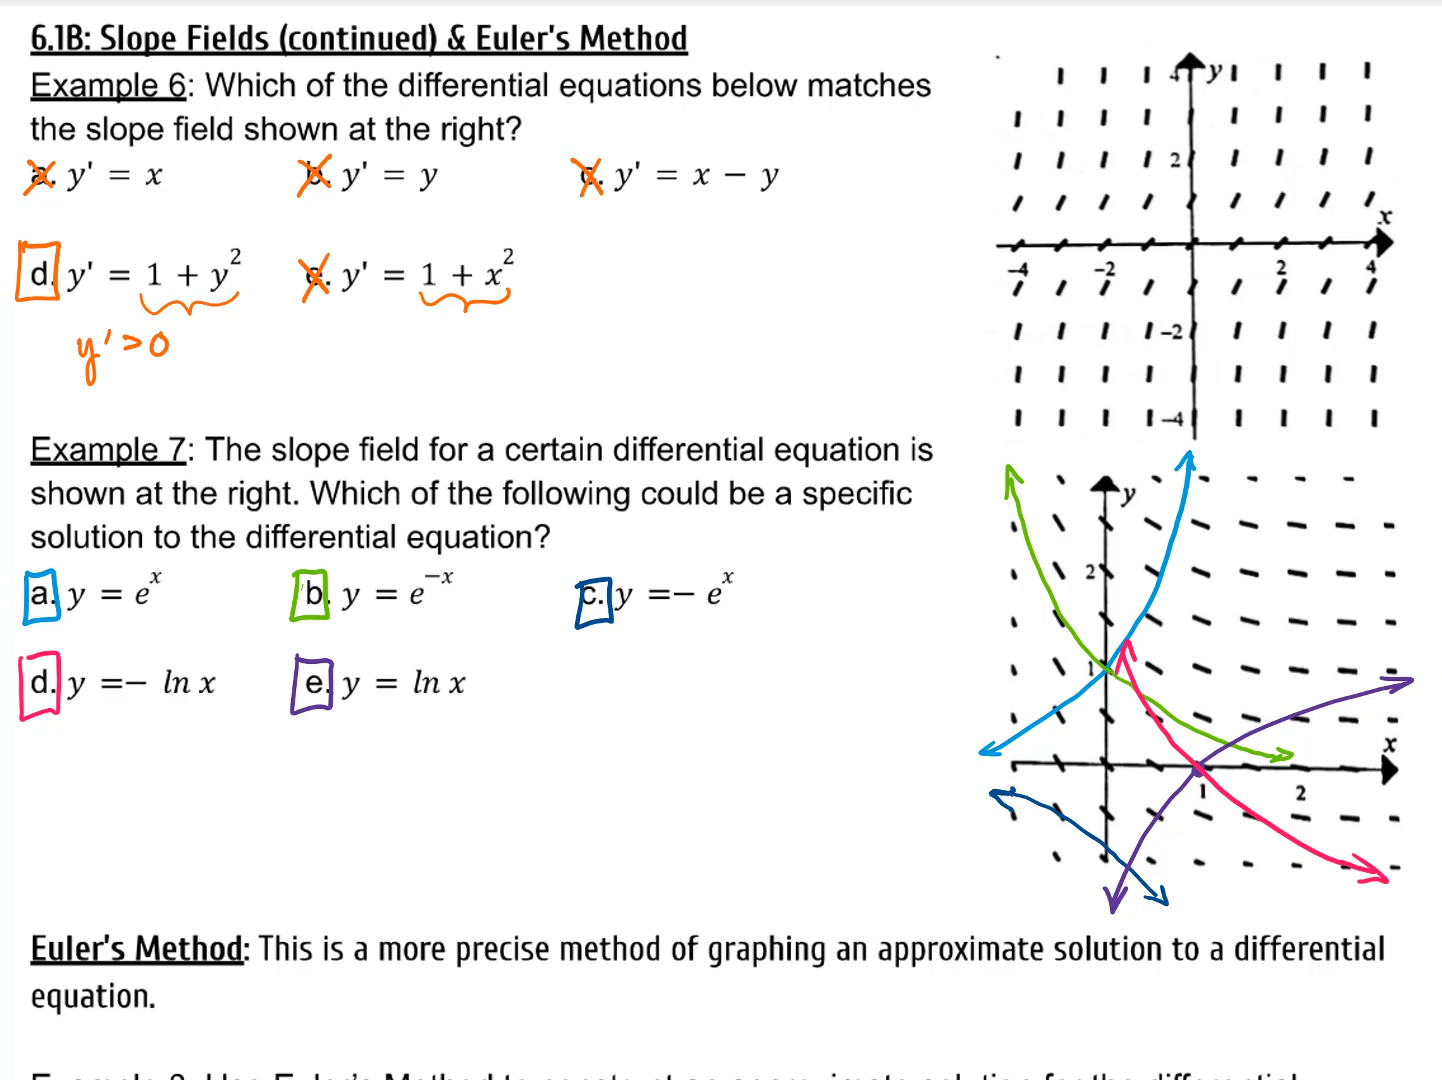 6.1B: Slope Fields (continued) & Euler's Method
Example 6: Which of the differential equations below matches
the slope field shown at the right?
a. y' = x b. y' = y c. y' = x − y
d. y' = 1 + y² e. y' = 1 + x²
y' > 0
4 y
2
x
−4 −2 2 4
−2
−4
Example 7: The slope field for a certain differential equation is
shown at the right. Which of the following could be a specific
solution to the differential equation?
a. y = eˣ b. y = e⁻ˣ c. y =− eˣ
d. y =− ln x e. y = ln x
y
2
1
x
1 2
Euler's Method: This is a more precise method of graphing an approximate solution to a differential
equation.